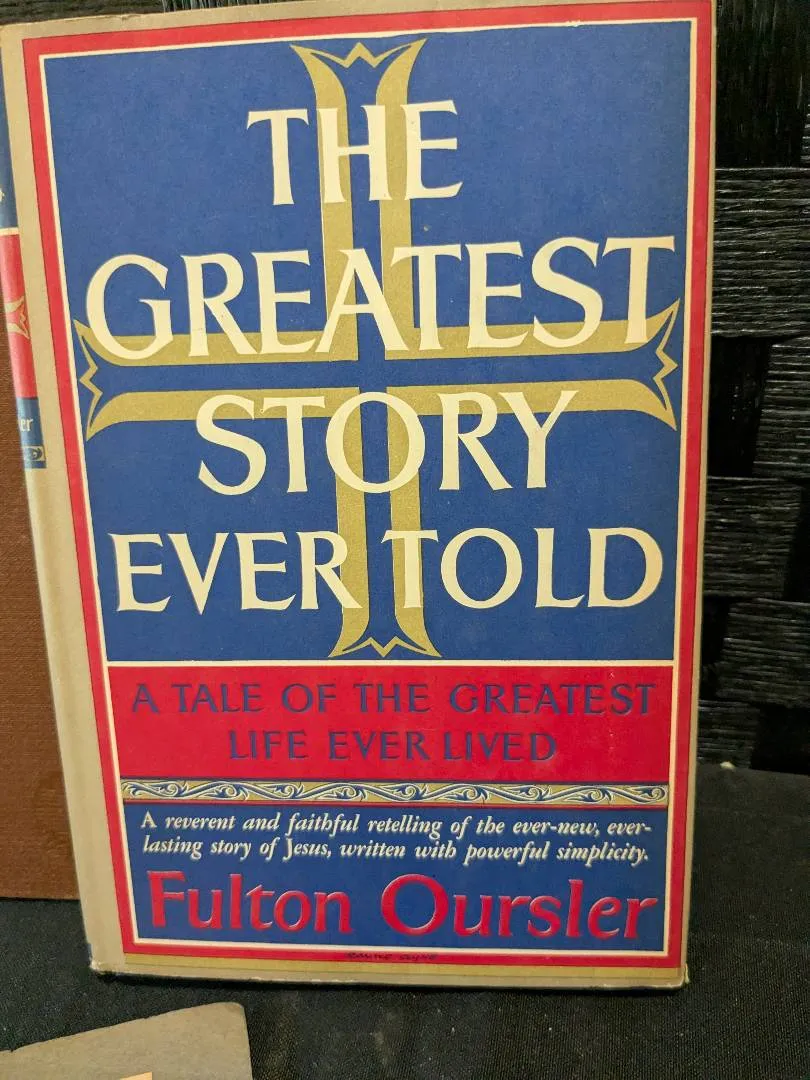 THE
GREATEST
STORY
EVER TOLD
A TALE OF THE GREATEST
LIFE EVER LIVED
A reverent and faithful retelling of the ever-new, ever-
lasting story of Jesus, written with powerful simplicity.
Fulton Oursler
er